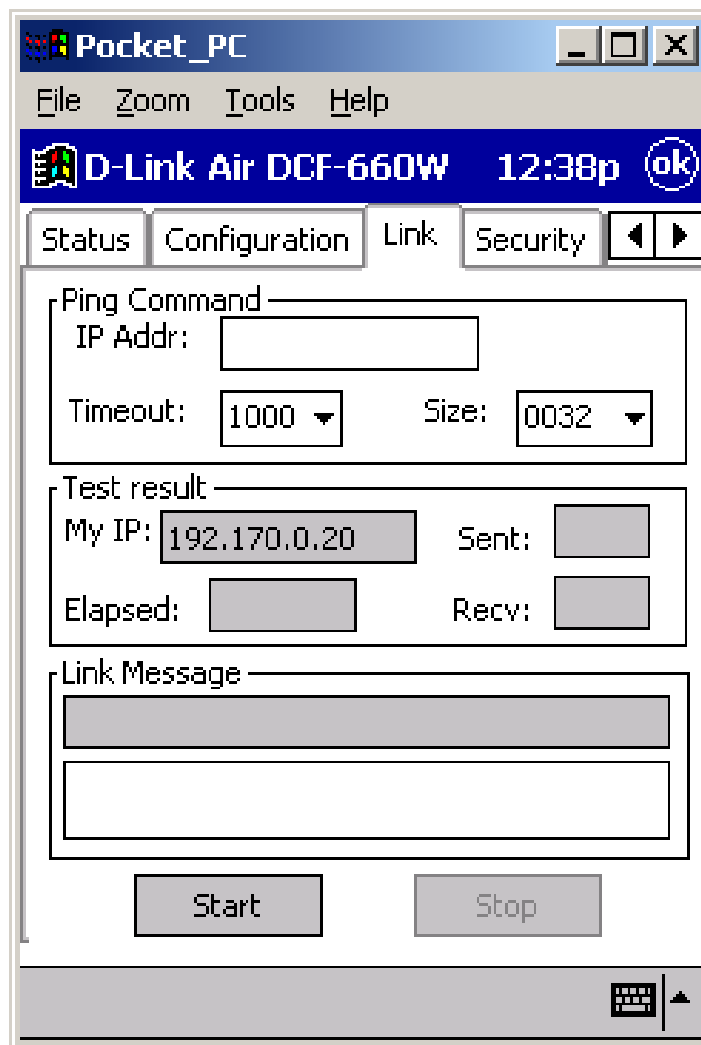 Pocket_PC
File Zoom Tools Help
D-Link Air DCF-660W 12:38p ok
Status Configuration Link Security
Ping Command
IP Addr:
Timeout: 1000 Size: 0032
Test result
My IP: 192.170.0.20 Sent:
Elapsed: Recv:
Link Message
Start Stop